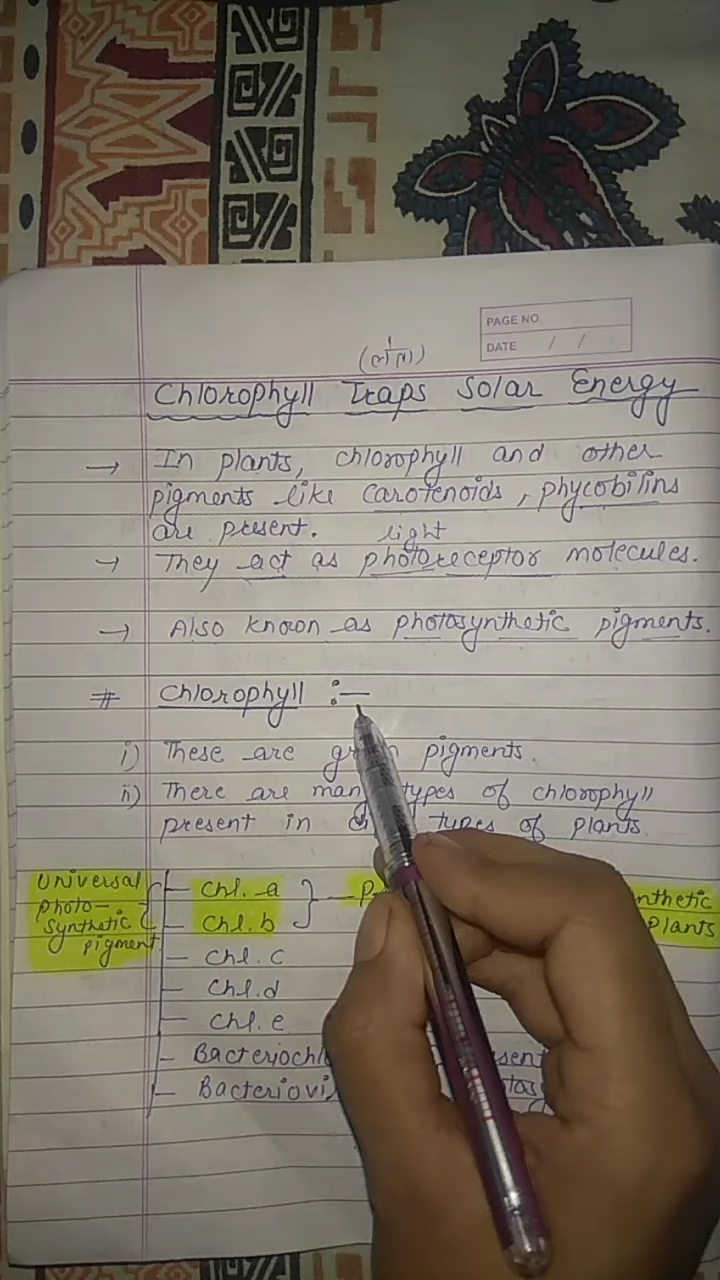 PAGE NO
DATE / /
Chlorophyll Traps Solar Energy
→ In plants, chlorophyll and other
pigments like carotenoids, phycobilins
are present.
light
→ They act as photoreceptor molecules.
→ Also known as photosynthetic pigments.
# Chlorophyll :-
i) These are pigments.
ii) There are many types of chlorophyll
present in types of plants.
Universal
photo-
synthetic
pigment
- Chl. a
- Chl. b
nthetic
plants
- Chl. c
- Chl. d
- Chl. e
- Bacteriochl sent
- Bacteriovi tos